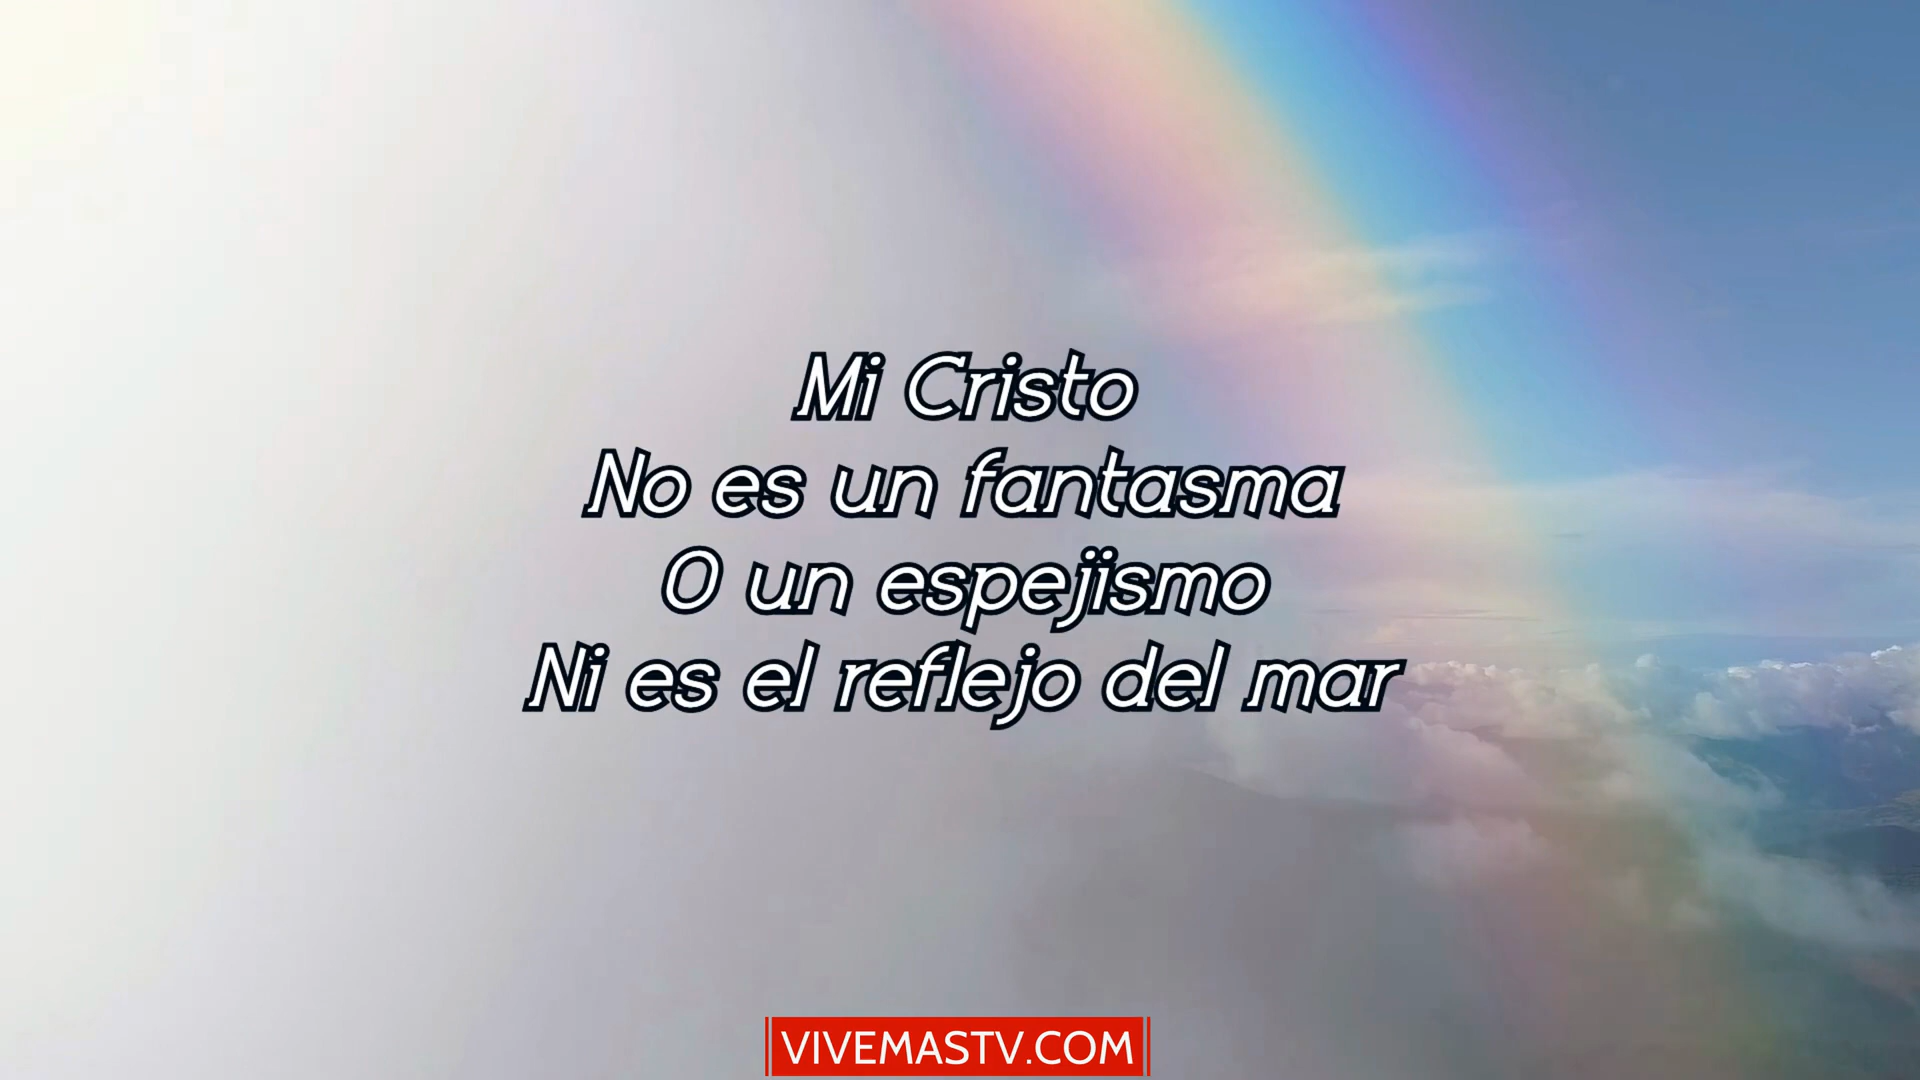 Mi Cristo
No es un fantasma
O un espejismo
Ni es el reflejo del mar
VIVEMASTV.COM